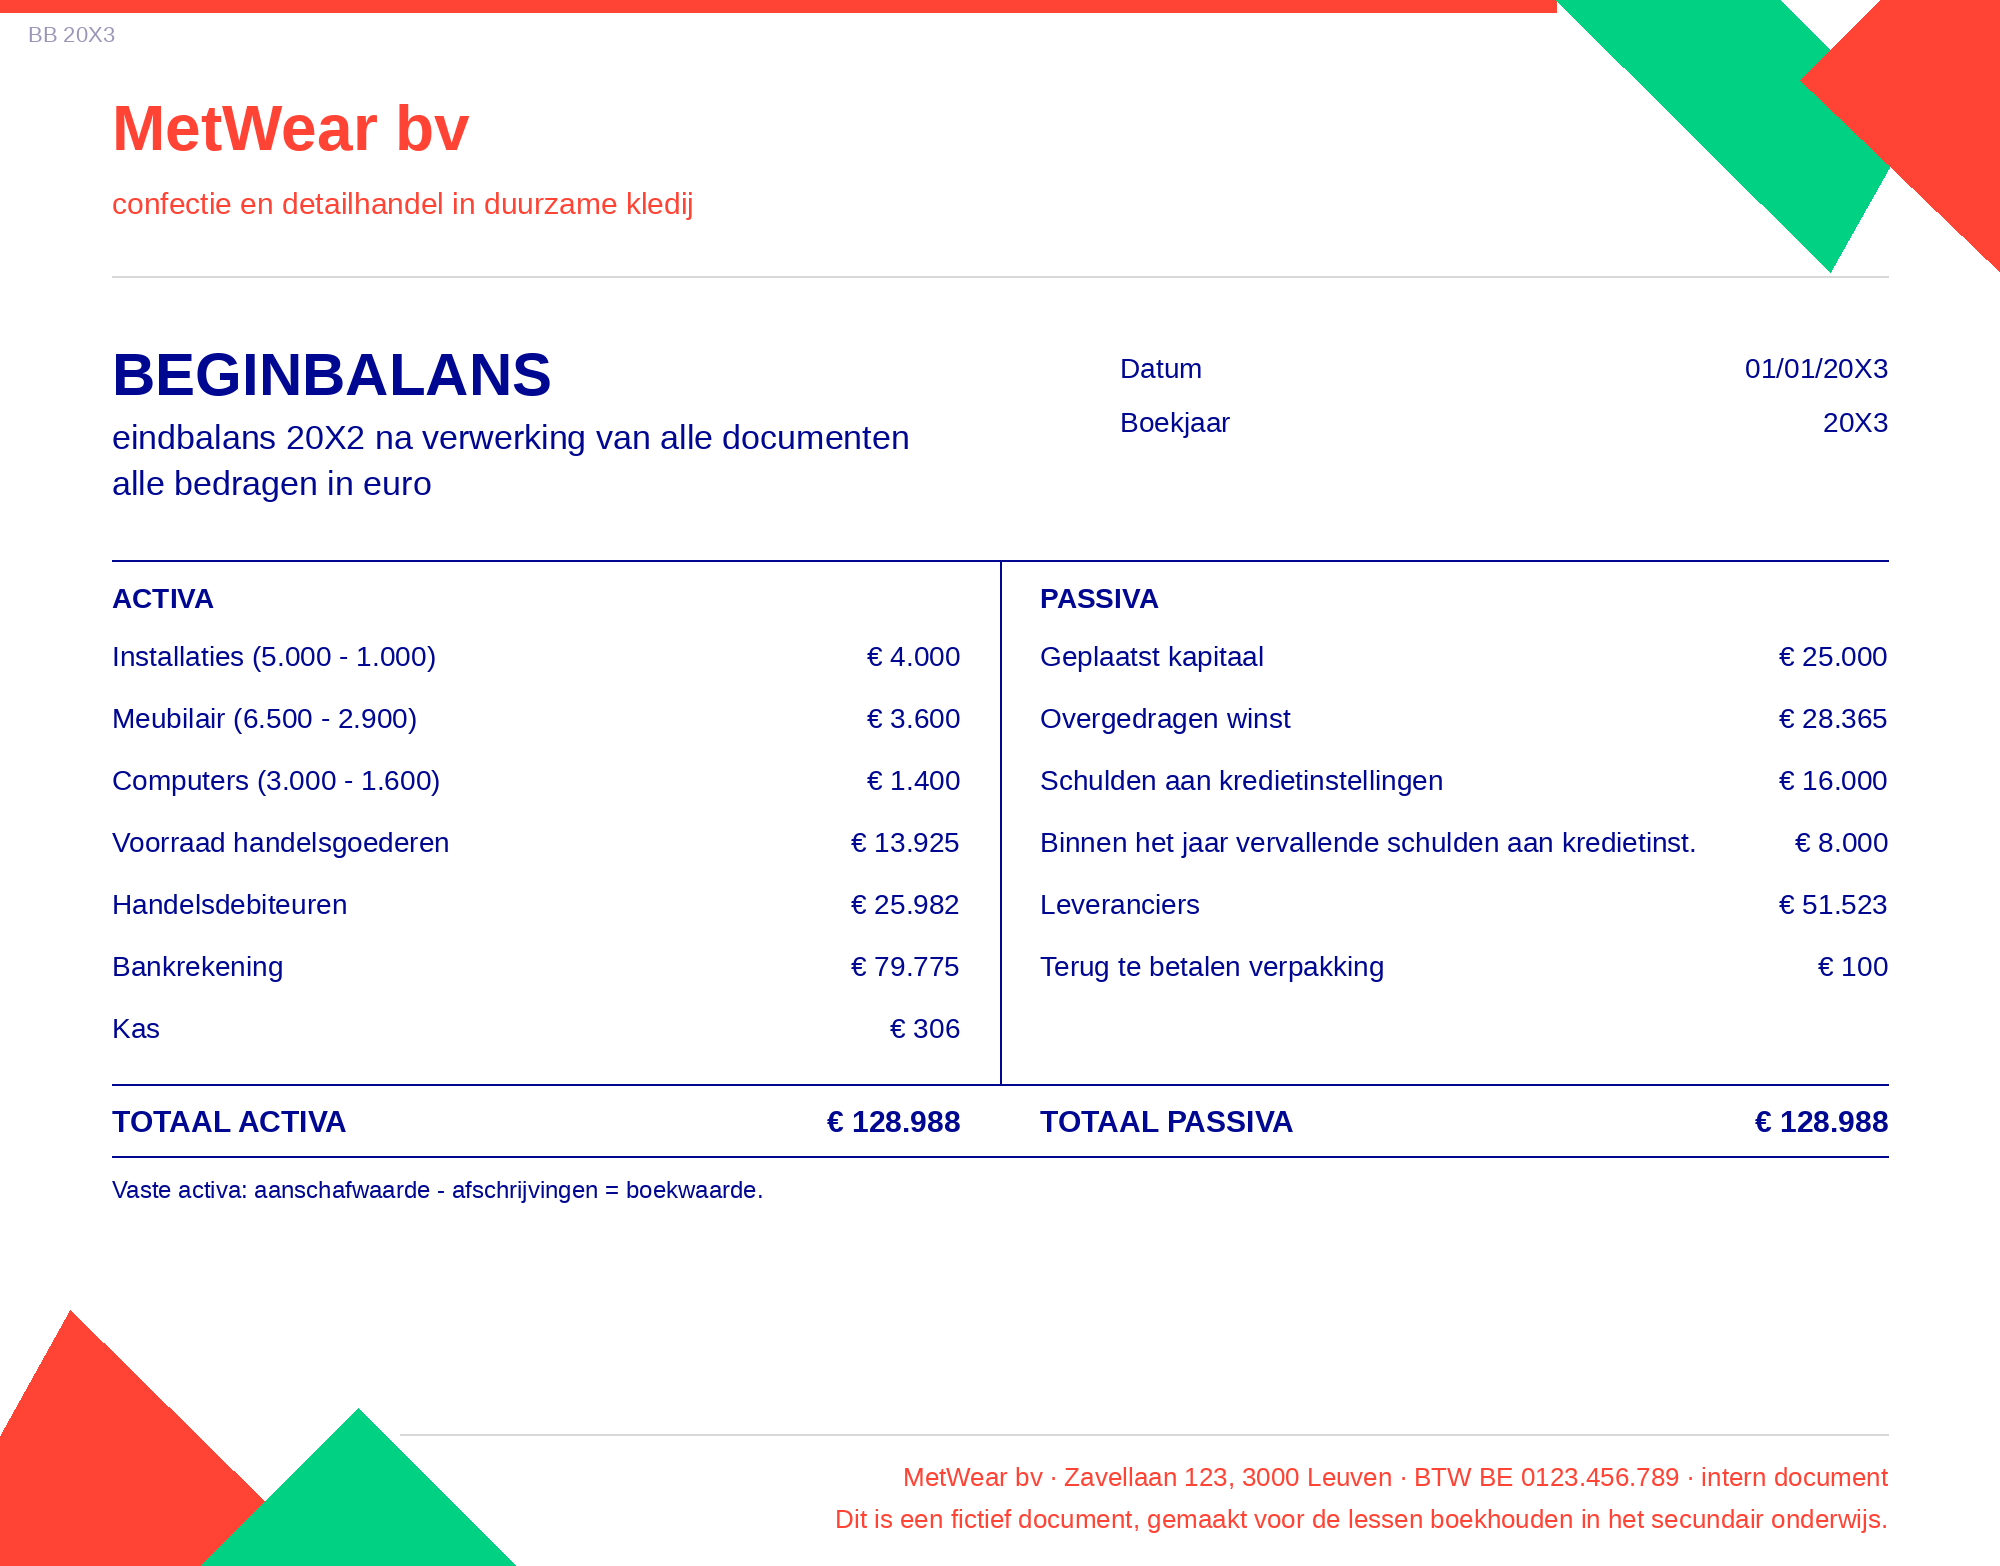 BB 20X3
MetWear bv
confectie en detailhandel in duurzame kledij
BEGINBALANS
eindbalans 20X2 na verwerking van alle documenten
alle bedragen in euro
Datum 01/01/20X3
Boekjaar 20X3
ACTIVA
Installaties (5.000 - 1.000) € 4.000
Meubilair (6.500 - 2.900) € 3.600
Computers (3.000 - 1.600) € 1.400
Voorraad handelsgoederen € 13.925
Handelsdebiteuren € 25.982
Bankrekening € 79.775
Kas € 306
TOTAAL ACTIVA € 128.988
PASSIVA
Geplaatst kapitaal € 25.000
Overgedragen winst € 28.365
Schulden aan kredietinstellingen € 16.000
Binnen het jaar vervallende schulden aan kredietinst. € 8.000
Leveranciers € 51.523
Terug te betalen verpakking € 100
TOTAAL PASSIVA € 128.988
Vaste activa: aanschafwaarde - afschrijvingen = boekwaarde.
MetWear bv · Zavellaan 123, 3000 Leuven · BTW BE 0123.456.789 · intern document
Dit is een fictief document, gemaakt voor de lessen boekhouden in het secundair onderwijs.